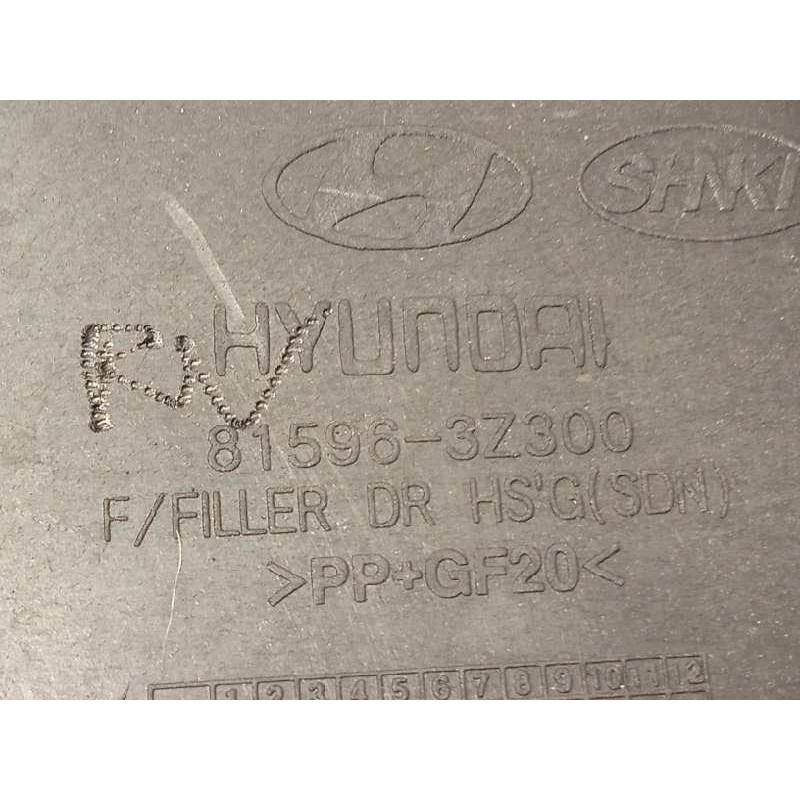 SANKI
HYUNDAI
RW
81596-3Z300
F/FILLER DR HS'G(SDN)
>PP+GF20<
1 2 3 4 5 6 7 8 9 10 11 12